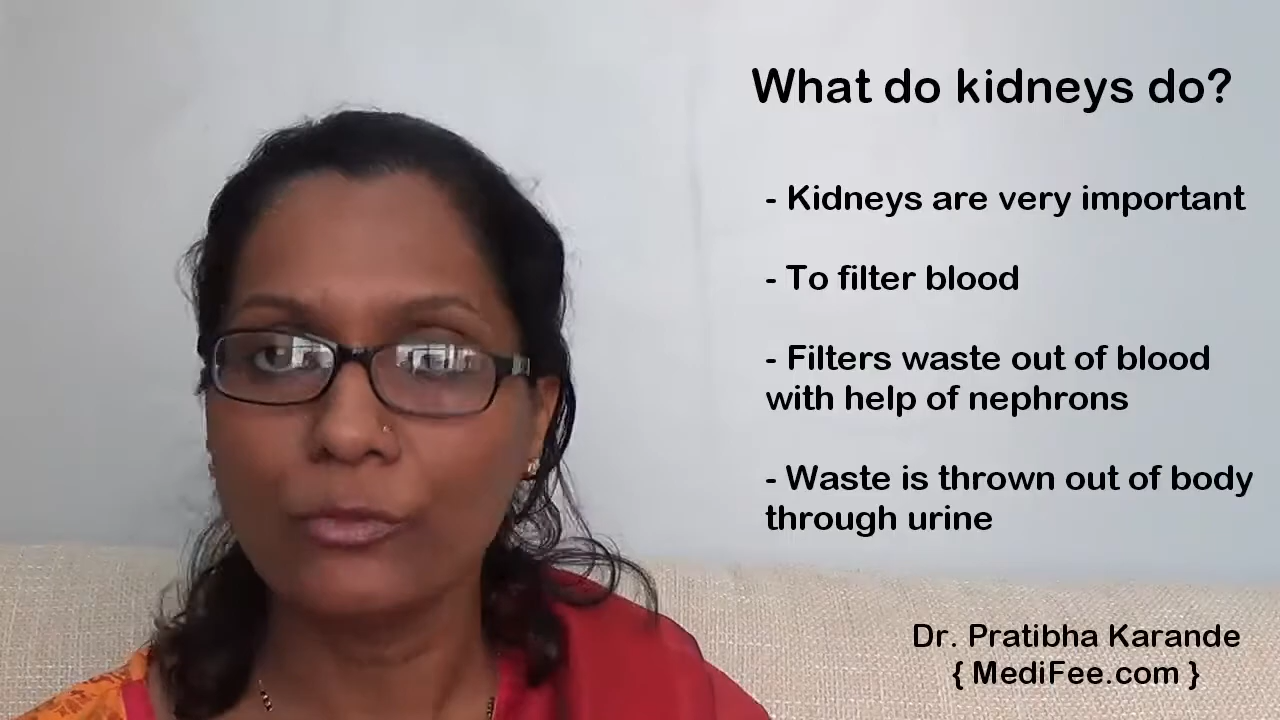 What do kidneys do?
- Kidneys are very important
- To filter blood
- Filters waste out of blood
with help of nephrons
- Waste is thrown out of body
through urine
Dr. Pratibha Karande
{ MediFee.com }